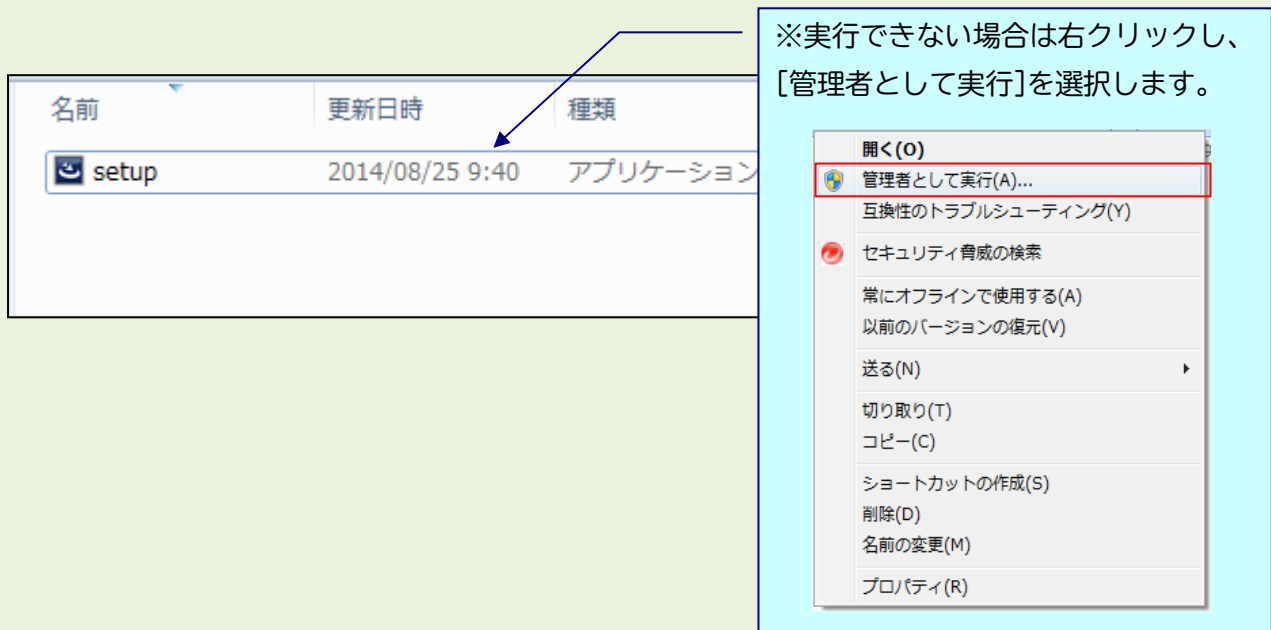 ※実行できない場合は右クリックし、
[管理者として実行]を選択します。
名前 更新日時 種類
setup 2014/08/25 9:40 アプリケーション
開く(O)
管理者として実行(A)...
互換性のトラブルシューティング(Y)
セキュリティ脅威の検索
常にオフラインで使用する(A)
以前のバージョンの復元(V)
送る(N)
切り取り(T)
コピー(C)
ショートカットの作成(S)
削除(D)
名前の変更(M)
プロパティ(R)